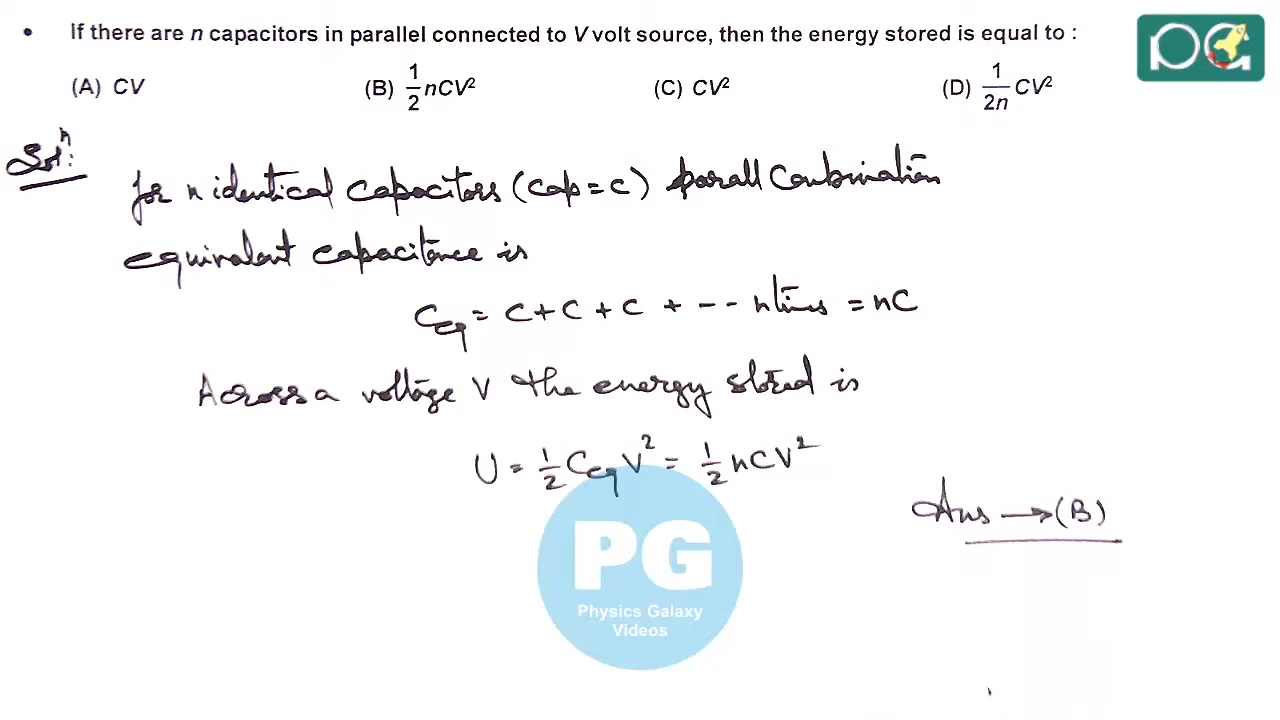 • If there are n capacitors in parallel connected to V volt source, then the energy stored is equal to :
(A) CV (B) 1/2 nCV² (C) CV² (D) 1/2n CV²
PG
Solⁿ:
for n identical capacitors (cap = C) parall Combination
equivalent capacitance is
Ceq = C + C + C + -- n times = nC
Across a voltage V the energy stored is
U = 1/2 Ceq V² = 1/2 nCV²
Ans → (B)
PG
Physics Galaxy
Videos